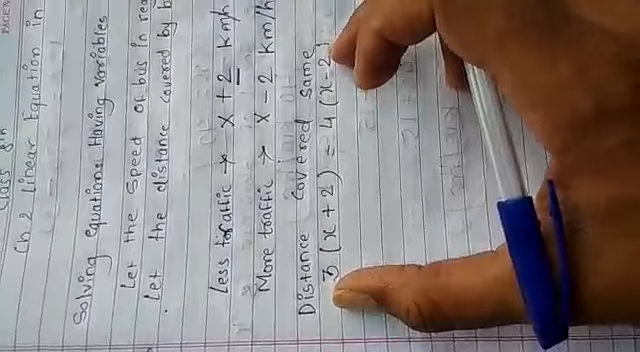 Class 8th
Ch 2 Linear Equation in
Solving equations Having variables
Let the speed of bus in
Let the distance covered by
Less traffic → x + 2 km/h
More traffic → x - 2 km/h
Distance covered same
3 (x + 2) = 4 (x - 2)